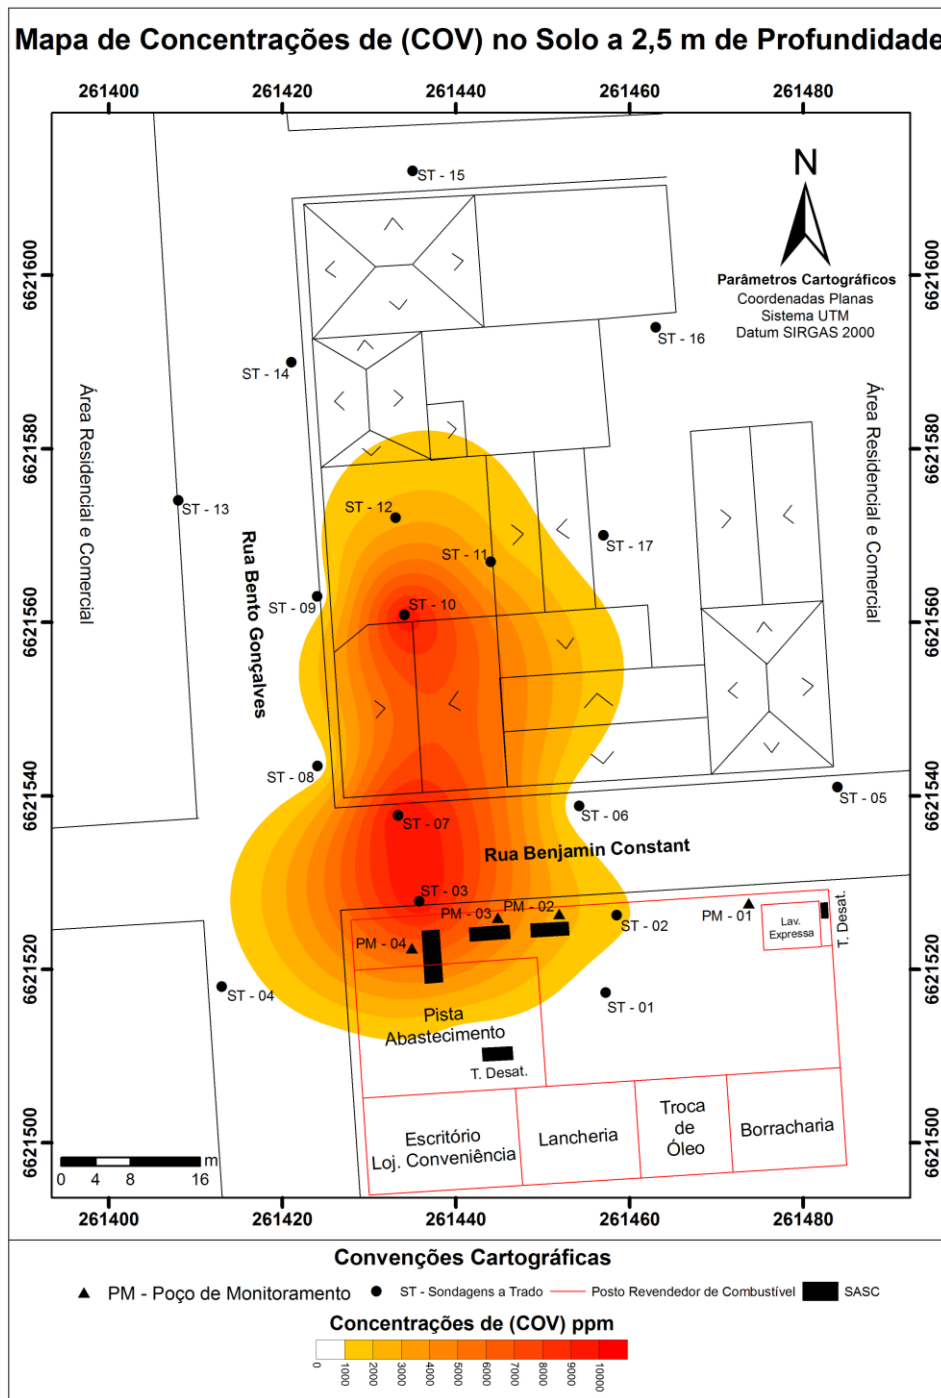 Mapa de Concentrações de (COV) no Solo a 2,5 m de Profundidade
261400 261420 261440 261460 261480
N
Parâmetros Cartográficos
Coordenadas Planas
Sistema UTM
Datum SIRGAS 2000
6621600
6621580
6621560
6621540
6621520
6621500
6621600
6621580
6621560
6621540
6621520
6621500
Área Residencial e Comercial
Área Residencial e Comercial
Rua Bento Gonçalves
Rua Benjamin Constant
ST - 15
ST - 16
ST - 14
ST - 13
ST - 12
ST - 11
ST - 17
ST - 09
ST - 10
ST - 08
ST - 07
ST - 06
ST - 05
ST - 03
PM - 03
PM - 02
ST - 02
PM - 01
PM - 04
ST - 04
ST - 01
Lav.
Expressa
T. Desat.
Pista
Abastecimento
T. Desat.
Escritório
Loj. Conveniência
Lancheria
Troca
de
Óleo
Borracharia
0 4 8 16 m
261400 261420 261440 261460 261480
Convenções Cartográficas
PM - Poço de Monitoramento ST - Sondagens a Trado Posto Revendedor de Combustível SASC
Concentrações de (COV) ppm
0 1000 2000 3000 4000 5000 6000 7000 8000 9000 10000